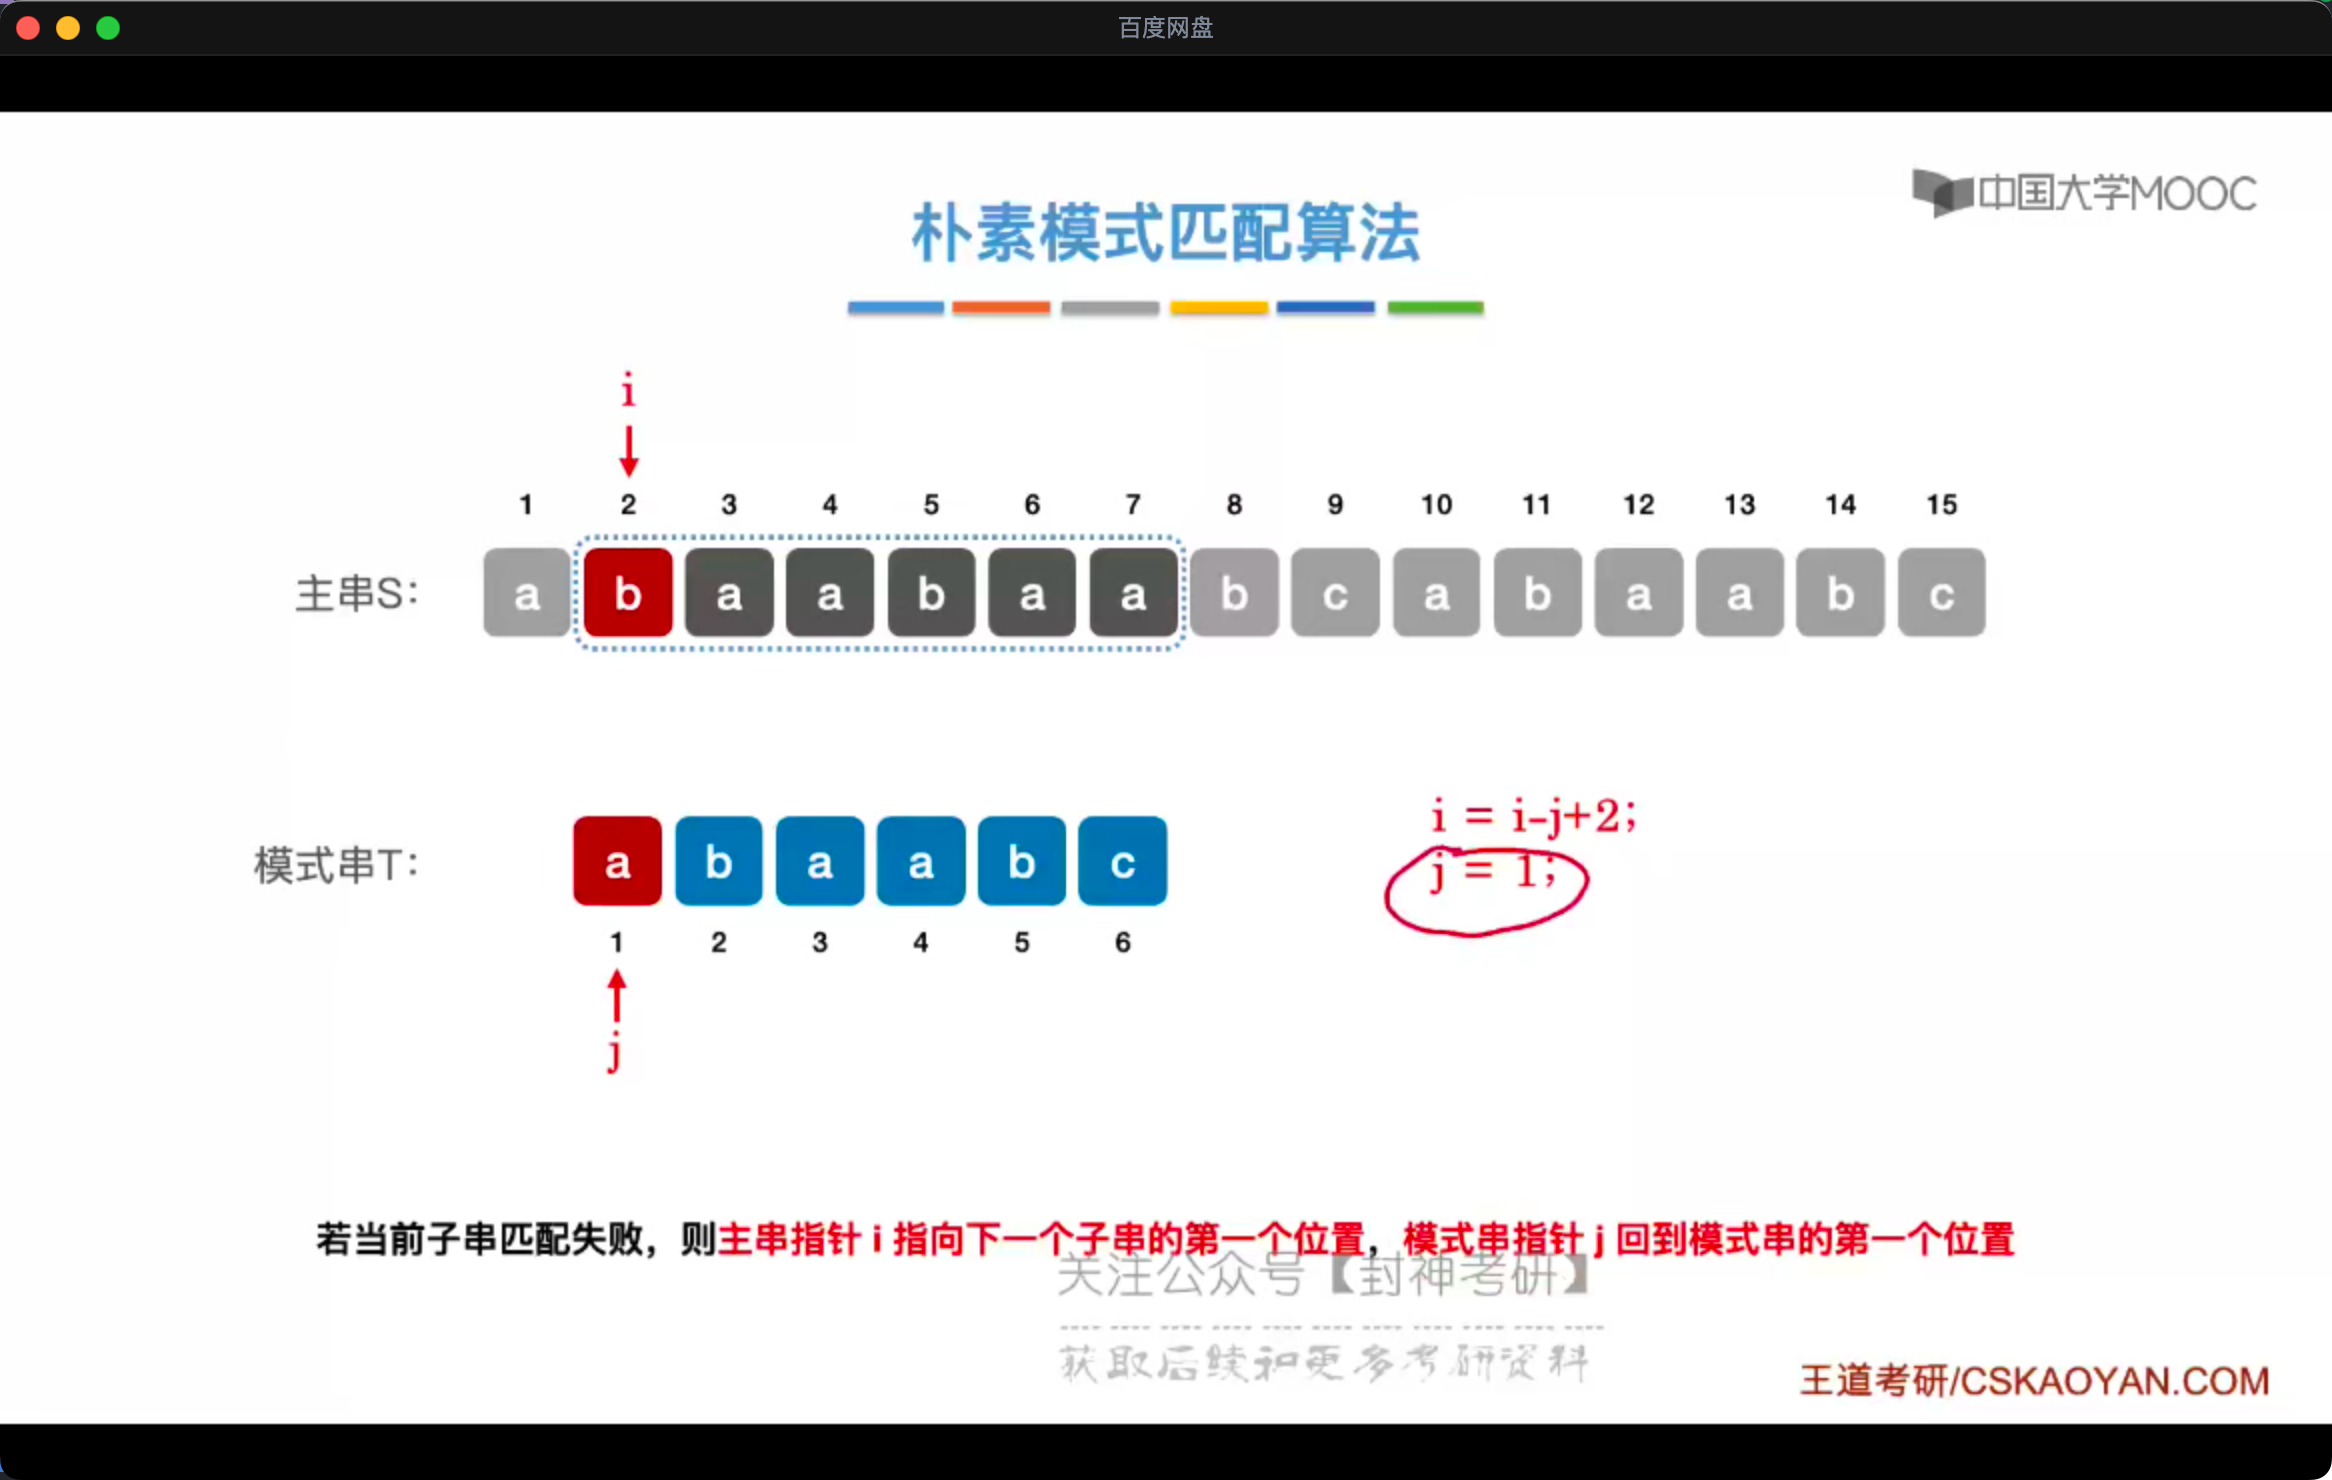 百度网盘
中国大学MOOC
朴素模式匹配算法
i
1 2 3 4 5 6 7 8 9 10 11 12 13 14 15
主串S: a b a a b a a b c a b a a b c
i = i-j+2;
模式串T: a b a a b c
j = 1;
1 2 3 4 5 6
j
若当前子串匹配失败，则主串指针 i 指向下一个子串的第一个位置，模式串指针 j 回到模式串的第一个位置
关注公众号【封神考研】
获取后续和更多考研资料
王道考研/CSKAOYAN.COM